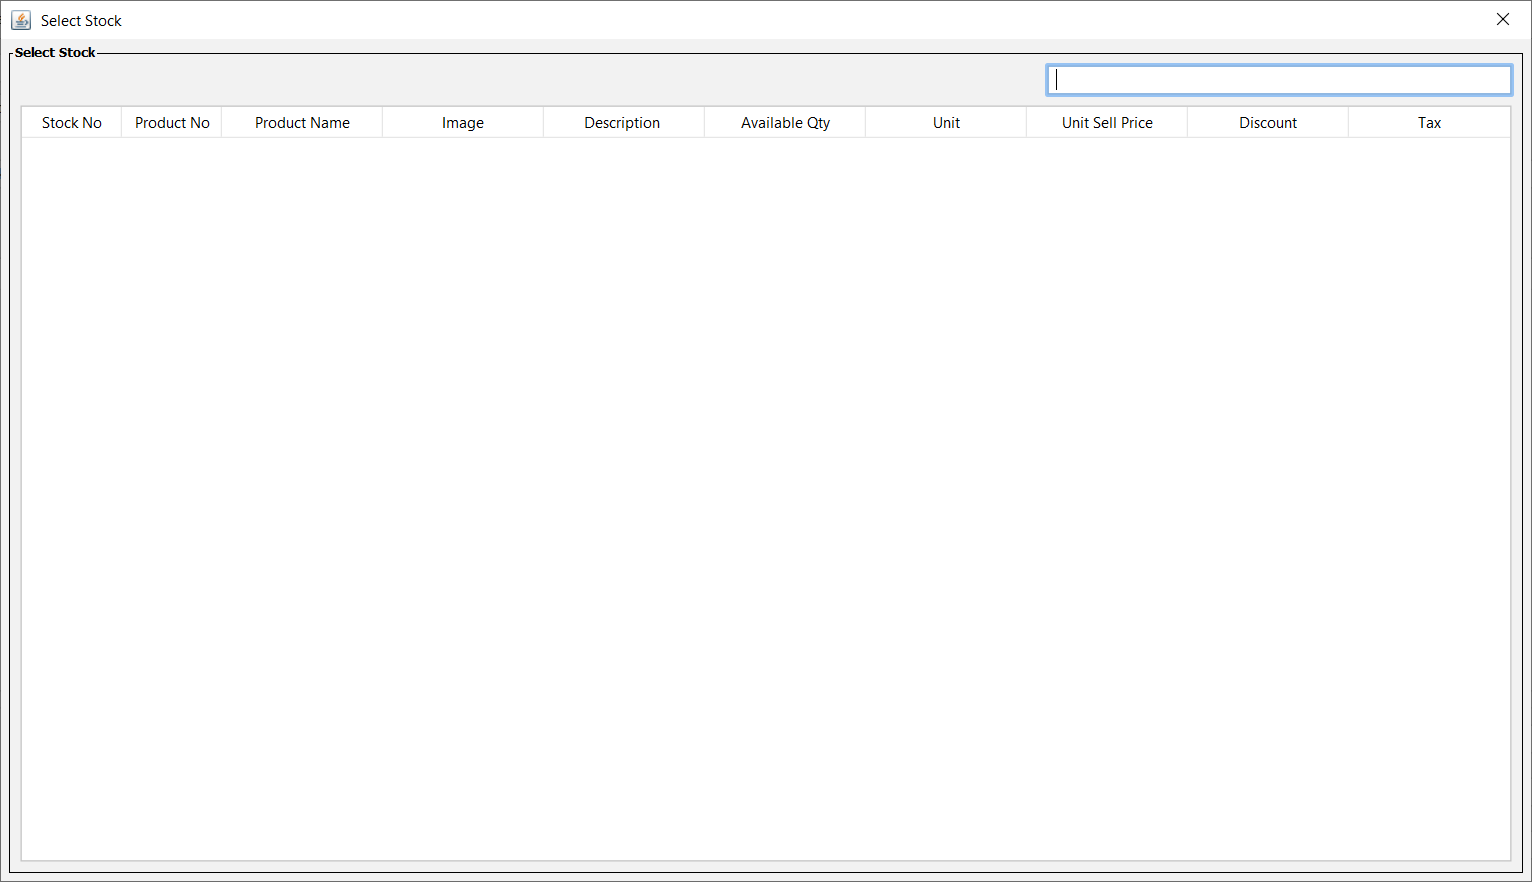 Select Stock
Select Stock
Stock No Product No Product Name Image Description Available Qty Unit Unit Sell Price Discount Tax